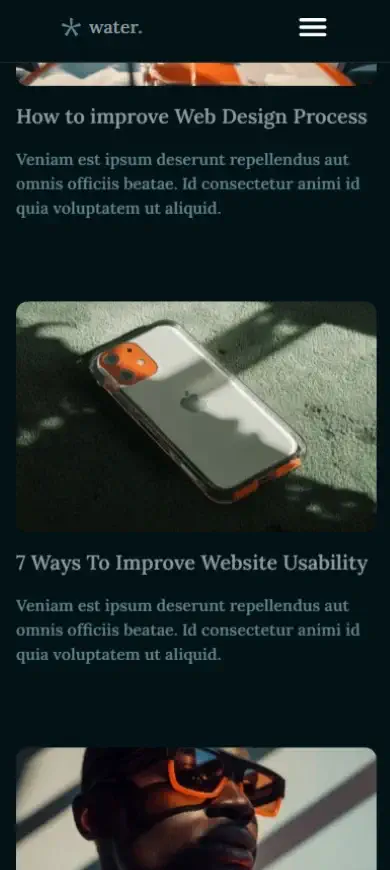 water.
How to improve Web Design Process
Veniam est ipsum deserunt repellendus aut
omnis officiis beatae. Id consectetur animi id
quia voluptatem ut aliquid.
7 Ways To Improve Website Usability
Veniam est ipsum deserunt repellendus aut
omnis officiis beatae. Id consectetur animi id
quia voluptatem ut aliquid.